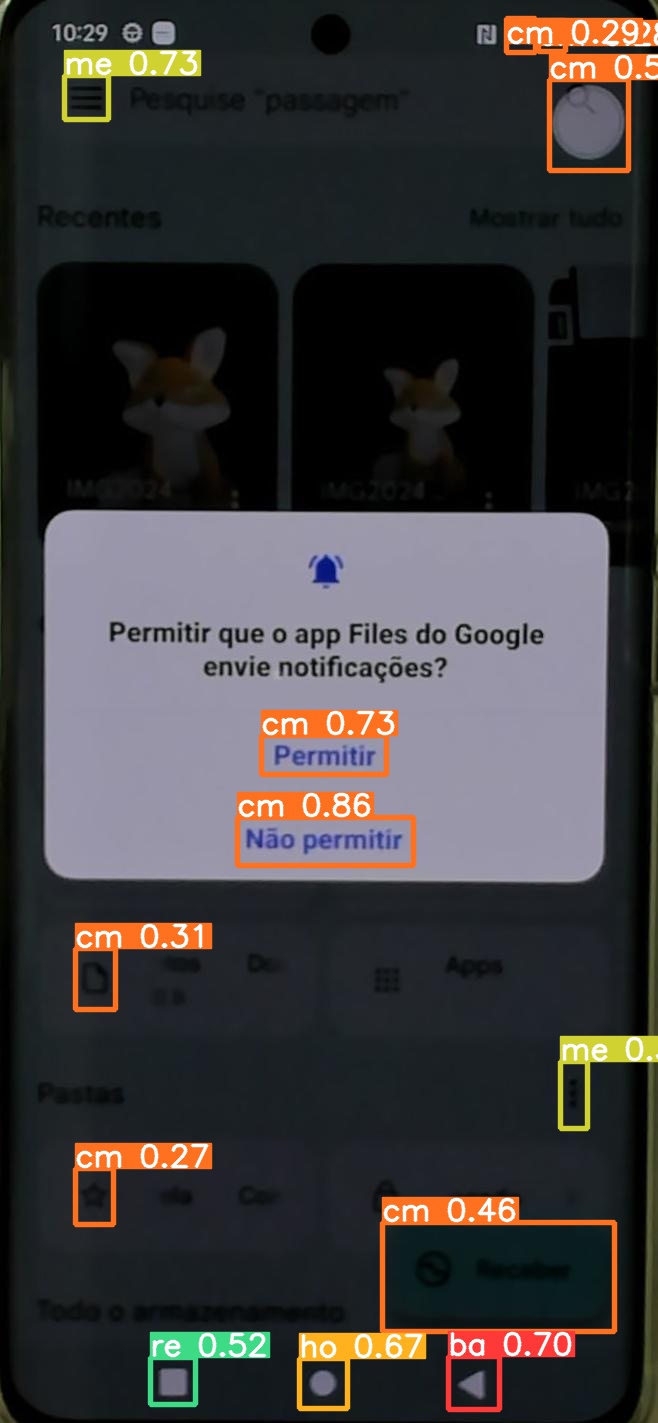 10:29
cm 0.29
me 0.73
cm 0.5
Pesquise "passagem"
Recentes
Mostrar tudo
IMG2024
IMG2024
IMG2
Permitir que o app Files do Google
envie notificações?
cm 0.73
Permitir
cm 0.86
Não permitir
cm 0.31
Apps
me 0.
Pastas
cm 0.27
cm 0.46
Receber
Todo o armazenamento
re 0.52
ho 0.67
ba 0.70